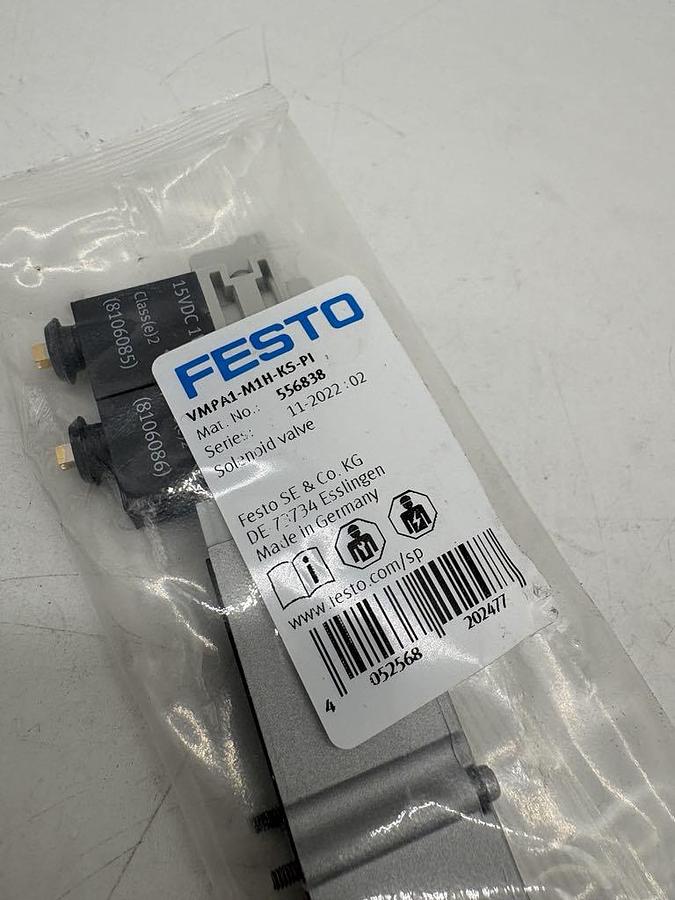 FESTO
VMPA1-M1H-KS-PI
Mat. No.: 556838
Series: 11-2022:02
Solenoid valve
Festo SE & Co. KG
DE 73734 Esslingen
Made in Germany
www.festo.com/sp
4 052568 202477
15VDC 1
Class(e)2
(8106085)
(8106086)